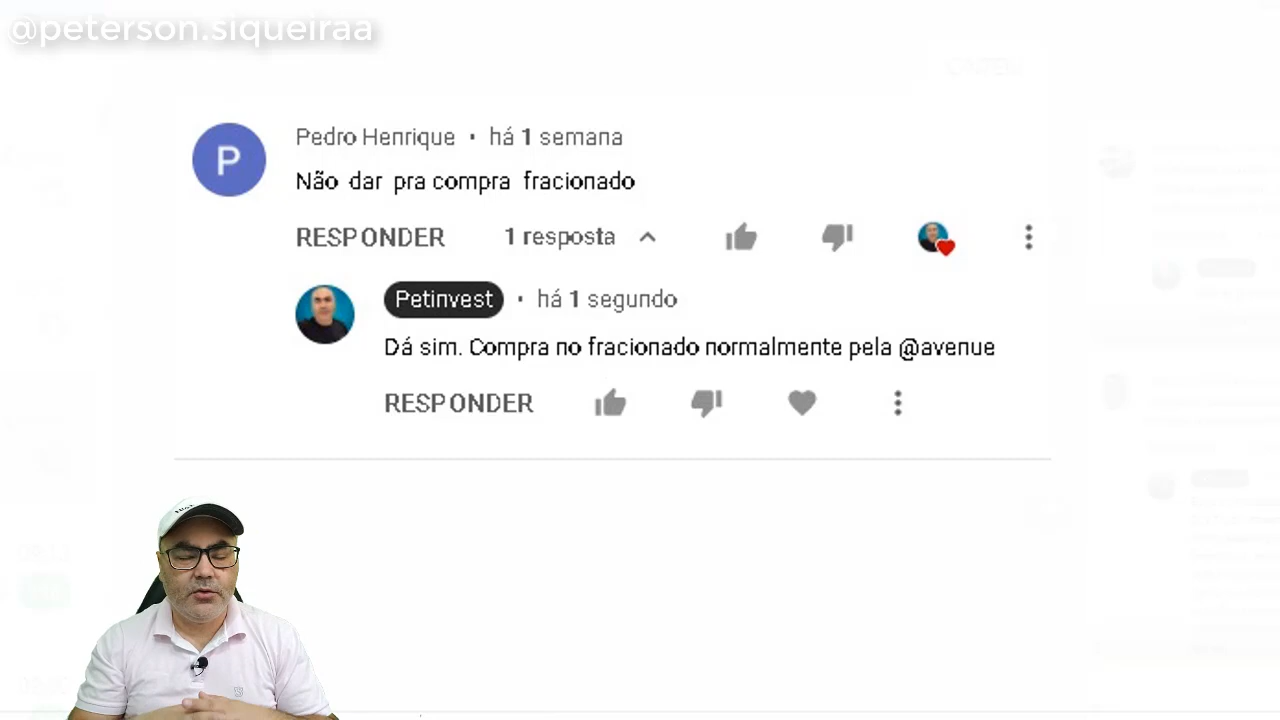 @peterson.siqueiraa
P
Pedro Henrique • há 1 semana
Não dar pra compra fracionado
RESPONDER 1 resposta
Petinvest • há 1 segundo
Dá sim. Compra no fracionado normalmente pela @avenue
RESPONDER